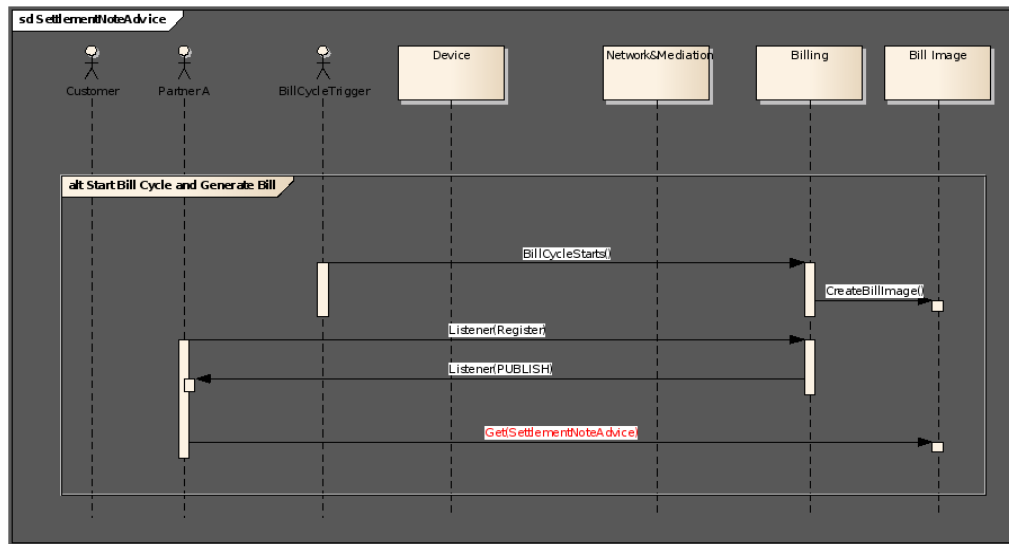 sd SettlementNoteAdvice
Customer
Partner A
BillCycleTrigger
Device
Network&Mediation
Billing
Bill Image
alt Start Bill Cycle and Generate Bill
BillCycleStarts()
CreateBillImage()
Listener(Register)
Listener(PUBLISH)
Get(SettlementNoteAdvice)